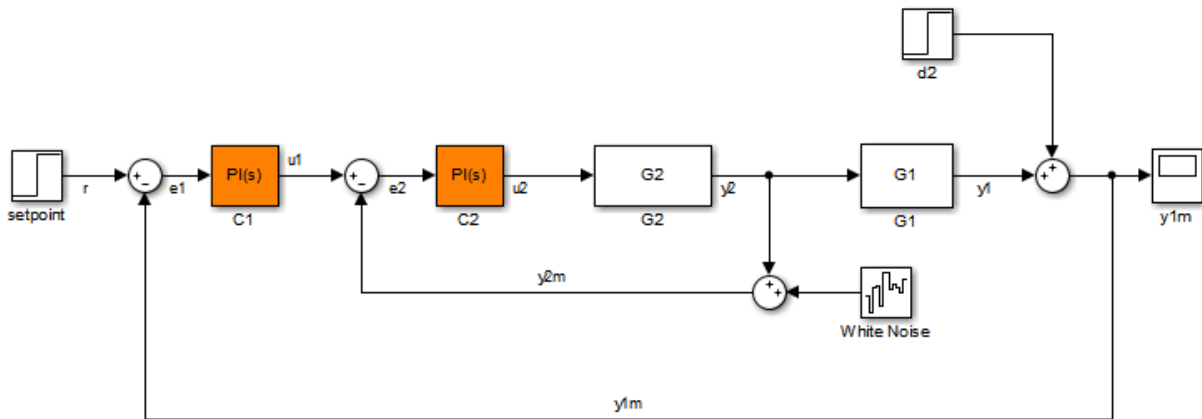 d2
r
setpoint
e1
PI(s)
C1
u1
e2
PI(s)
C2
u2
G2
G2
y2
G1
G1
y1
y1m
y2m
White Noise
y1m